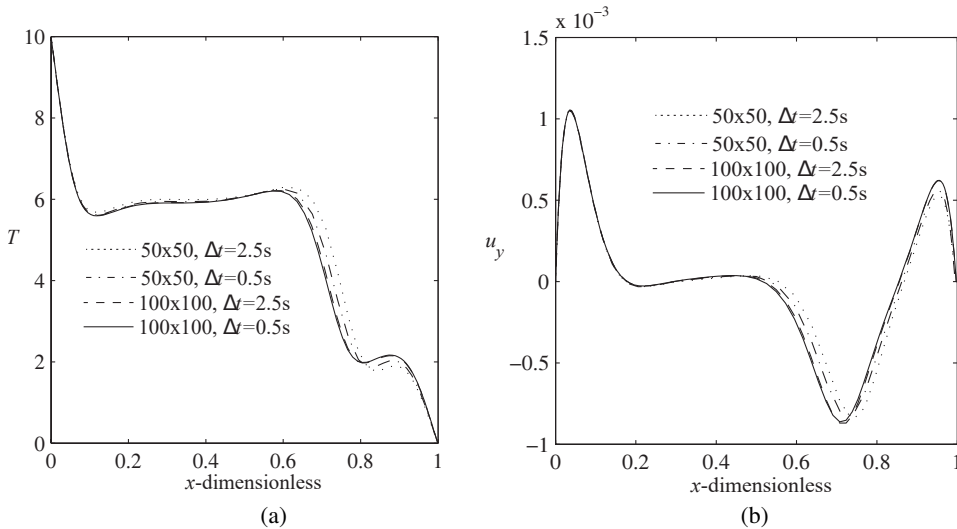 10
8
6
4
2
0
T
50x50, Δt=2.5s
50x50, Δt=0.5s
100x100, Δt=2.5s
100x100, Δt=0.5s
0 0.2 0.4 0.6 0.8 1
x-dimensionless
(a)
x 10⁻³
1.5
1
0.5
0
−0.5
−1
u_y
50x50, Δt=2.5s
50x50, Δt=0.5s
100x100, Δt=2.5s
100x100, Δt=0.5s
0 0.2 0.4 0.6 0.8 1
x-dimensionless
(b)